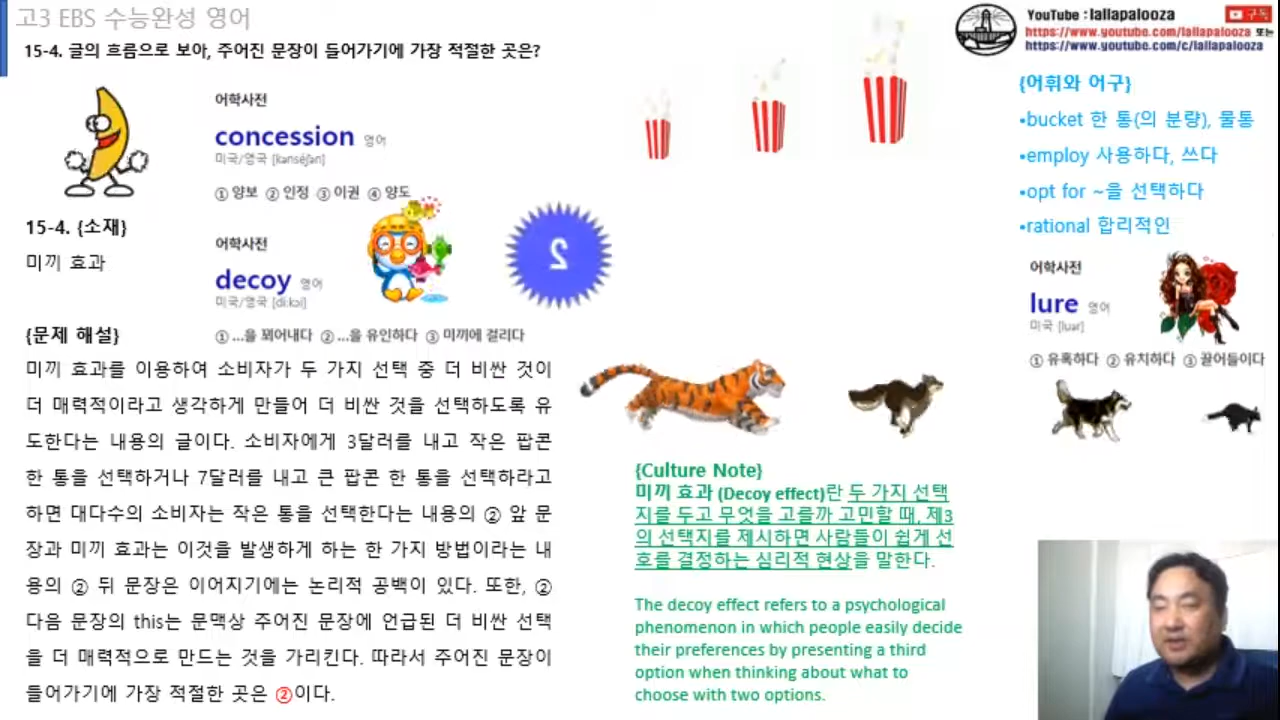 고3 EBS 수능완성 영어
15-4. 글의 흐름으로 보아, 주어진 문장이 들어가기에 가장 적절한 곳은?
YouTube : lallapalooza
구독
https://www.youtube.com/lallapalooza 또는
https://www.youtube.com/c/lallapalooza
어학사전
concession 영어
미국/영국 [kənséʃən]
① 양보 ② 인정 ③ 이권 ④ 양도
15-4. {소재}
미끼 효과
어학사전
decoy 영어
미국/영국 [di:kɔi]
① …을 꾀어내다 ② …을 유인하다 ③ 미끼에 걸리다
2
{어휘와 어구}
•bucket 한 통(의 분량), 물통
•employ 사용하다, 쓰다
•opt for ~을 선택하다
•rational 합리적인
어학사전
lure 영어
미국 [lʊər]
① 유혹하다 ② 유치하다 ③ 끌어들이다
{문제 해설}
미끼 효과를 이용하여 소비자가 두 가지 선택 중 더 비싼 것이
더 매력적이라고 생각하게 만들어 더 비싼 것을 선택하도록 유
도한다는 내용의 글이다. 소비자에게 3달러를 내고 작은 팝콘
한 통을 선택하거나 7달러를 내고 큰 팝콘 한 통을 선택하라고
하면 대다수의 소비자는 작은 통을 선택한다는 내용의 ② 앞 문
장과 미끼 효과는 이것을 발생하게 하는 한 가지 방법이라는 내
용의 ② 뒤 문장은 이어지기에는 논리적 공백이 있다. 또한, ②
다음 문장의 this는 문맥상 주어진 문장에 언급된 더 비싼 선택
을 더 매력적으로 만드는 것을 가리킨다. 따라서 주어진 문장이
들어가기에 가장 적절한 곳은 ②이다.
{Culture Note}
미끼 효과 (Decoy effect)란 두 가지 선택
지를 두고 무엇을 고를까 고민할 때, 제3
의 선택지를 제시하면 사람들이 쉽게 선
호를 결정하는 심리적 현상을 말한다.
The decoy effect refers to a psychological
phenomenon in which people easily decide
their preferences by presenting a third
option when thinking about what to
choose with two options.